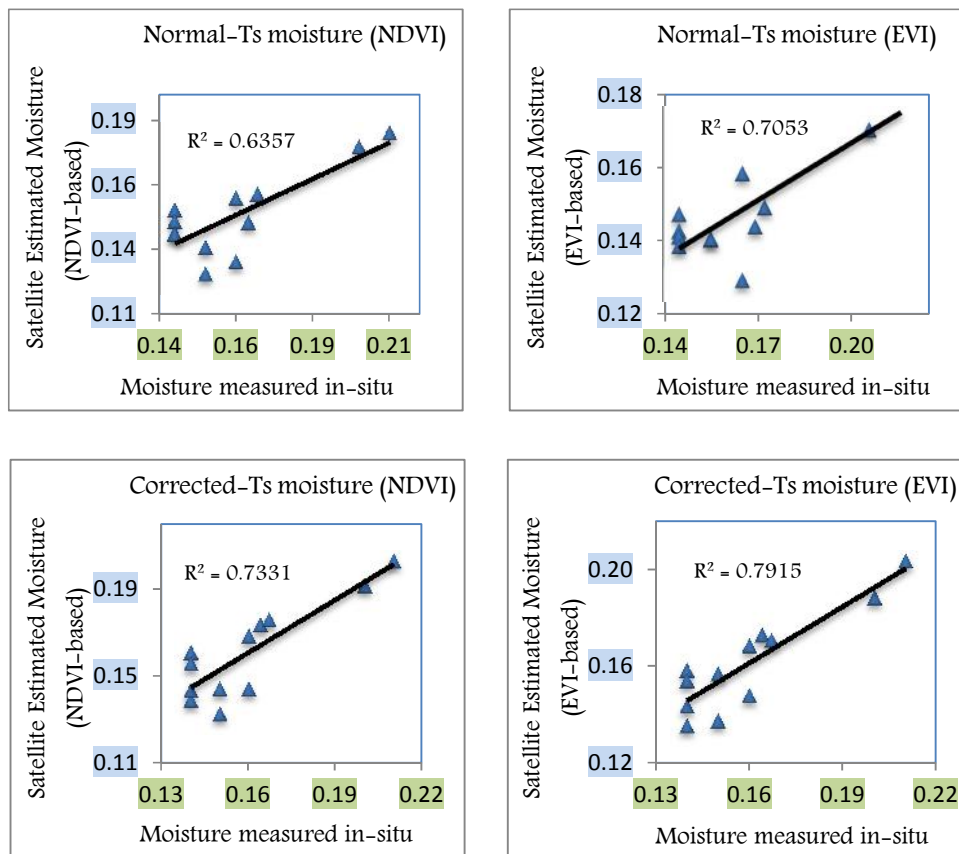 Normal-Ts moisture (NDVI)
Satellite Estimated Moisture
(NDVI-based)
0.19
0.16
0.14
0.11
R² = 0.6357
0.14
0.16
0.19
0.21
Moisture measured in-situ
Normal-Ts moisture (EVI)
Satellite Estimated Moisture
(EVI-based)
0.18
0.16
0.14
0.12
R² = 0.7053
0.14
0.17
0.20
Moisture measured in-situ
Corrected-Ts moisture (NDVI)
Satellite Estimated Moisture
(NDVI-based)
0.19
0.15
0.11
R² = 0.7331
0.13
0.16
0.19
0.22
Moisture measured in-situ
Corrected-Ts moisture (EVI)
Satellite Estimated Moisture
(EVI-based)
0.20
0.16
0.12
R² = 0.7915
0.13
0.16
0.19
0.22
Moisture measured in-situ